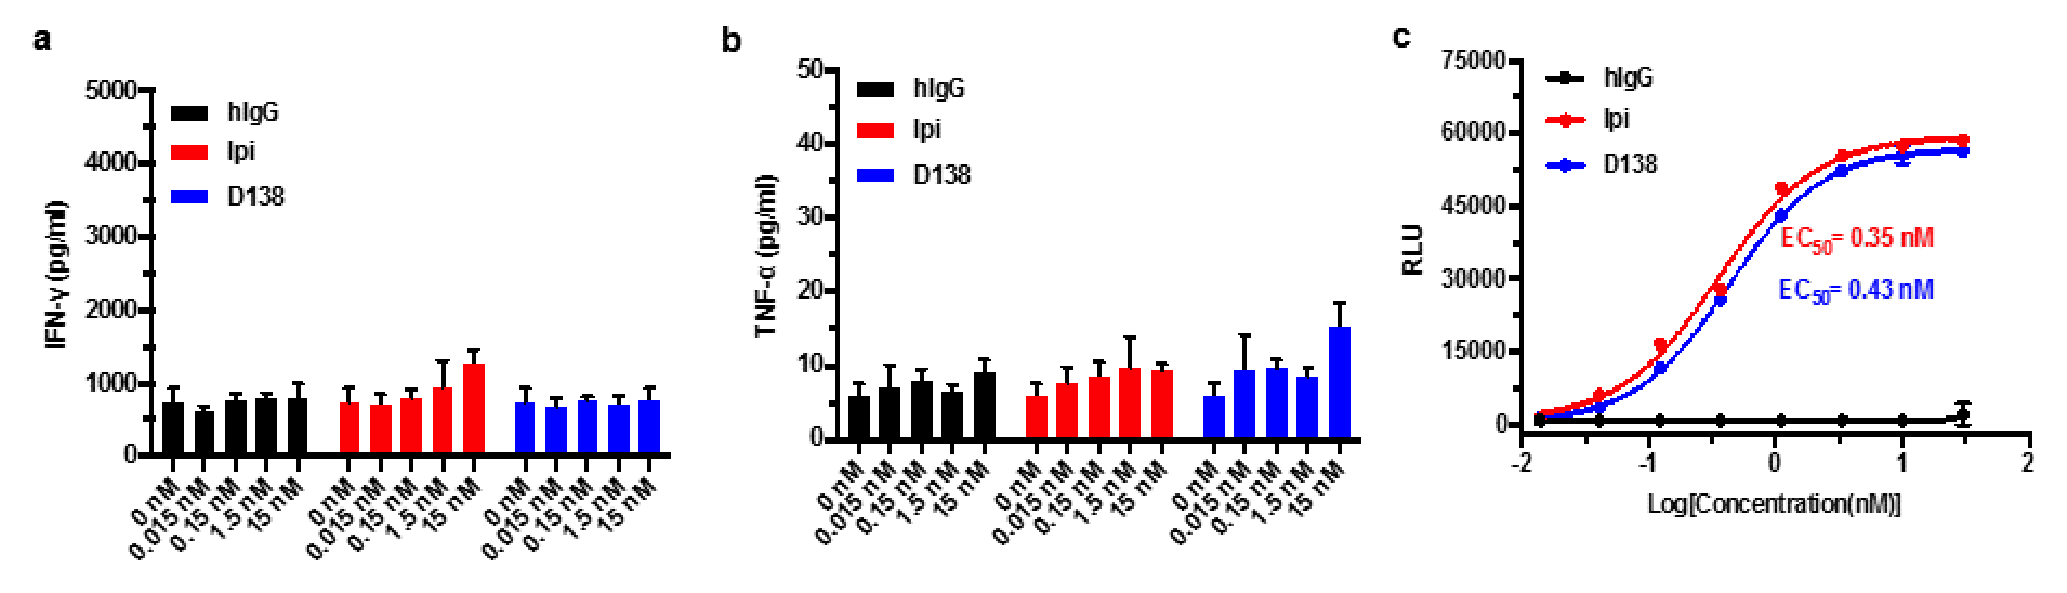 a
5000
4000
3000
2000
1000
0
IFN-γ (pg/ml)
hIgG
Ipi
D138
0 nM
0.015 nM
0.15 nM
1.5 nM
15 nM
0 nM
0.015 nM
0.15 nM
1.5 nM
15 nM
0 nM
0.015 nM
0.15 nM
1.5 nM
15 nM
b
50
40
30
20
10
0
TNF-α (pg/ml)
hIgG
Ipi
D138
0 nM
0.015 nM
0.15 nM
1.5 nM
15 nM
0 nM
0.015 nM
0.15 nM
1.5 nM
15 nM
0 nM
0.015 nM
0.15 nM
1.5 nM
15 nM
c
75000
60000
45000
30000
15000
0
RLU
hIgG
Ipi
D138
EC50= 0.35 nM
EC50= 0.43 nM
-2
-1
0
1
2
Log[Concentration(nM)]